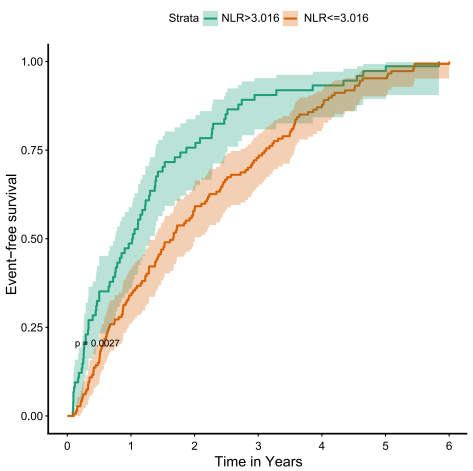 Strata NLR>3.016 NLR<=3.016
Event−free survival
1.00
0.75
0.50
0.25
0.00
p = 0.0027
0 1 2 3 4 5 6
Time in Years